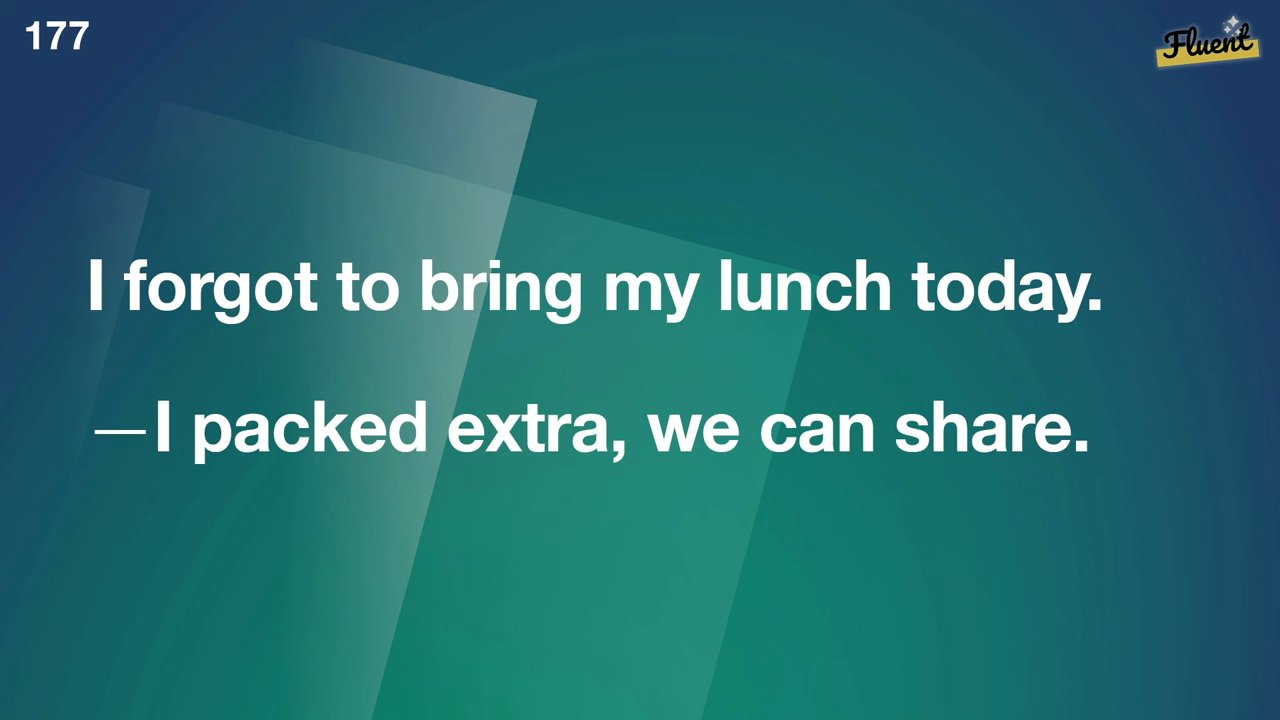 177
Fluent
I forgot to bring my lunch today.
—I packed extra, we can share.